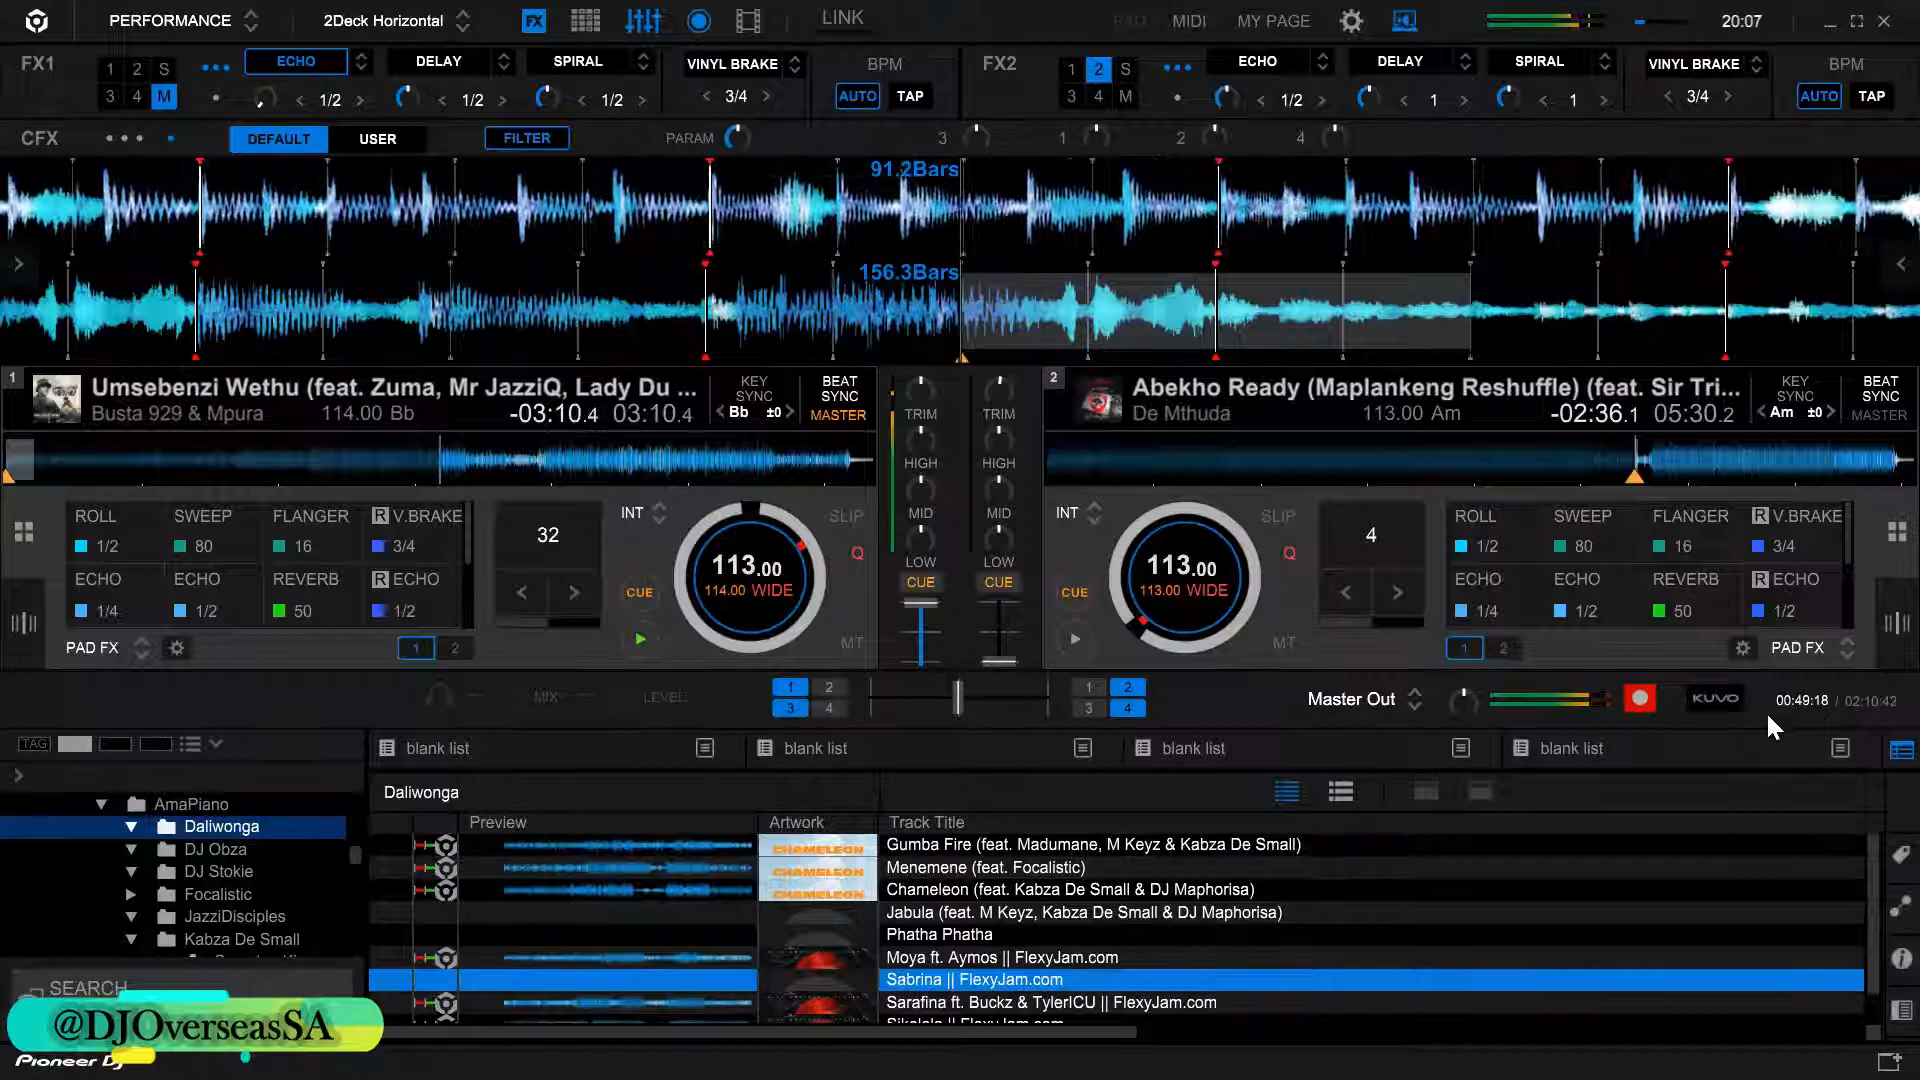 PERFORMANCE 2Deck Horizontal FX LINK PAD MIDI MY PAGE 20:07
FX1 1 2 S 3 4 M ECHO 1/2 DELAY 1/2 SPIRAL 1/2 VINYL BRAKE 3/4 BPM AUTO TAP
FX2 1 2 S 3 4 M ECHO 1/2 DELAY 1 SPIRAL 1 VINYL BRAKE 3/4 BPM AUTO TAP
CFX DEFAULT USER FILTER PARAM 3 1 2 4
91.2Bars
156.3Bars
1 Umsebenzi Wethu (feat. Zuma, Mr JazziQ, Lady Du ...
Busta 929 & Mpura 114.00 Bb -03:10.4 03:10.4
KEY SYNC Bb ±0 BEAT SYNC MASTER
TRIM TRIM
HIGH HIGH
MID MID
LOW LOW
CUE CUE
2 Abekho Ready (Maplankeng Reshuffle) (feat. Sir Tri...
De Mthuda 113.00 Am -02:36.1 05:30.2
KEY SYNC Am ±0 BEAT SYNC MASTER
ROLL SWEEP FLANGER R V.BRAKE
1/2 80 16 3/4
ECHO ECHO REVERB R ECHO
1/4 1/2 50 1/2
PAD FX 1 2
32 INT SLIP Q CUE MT
113.00
114.00 WIDE
INT SLIP Q CUE MT 4
113.00
113.00 WIDE
ROLL SWEEP FLANGER R V.BRAKE
1/2 80 16 3/4
ECHO ECHO REVERB R ECHO
1/4 1/2 50 1/2
1 2 PAD FX
MIX LEVEL 1 2 3 4 1 2 3 4 Master Out KUVO 00:49:18 / 02:10:42
TAG blank list blank list blank list blank list
Daliwonga
Preview Artwork Track Title
AmaPiano
Daliwonga
DJ Obza
DJ Stokie
Focalistic
JazziDisciples
Kabza De Small
SEARCH
CHAMELEON Gumba Fire (feat. Madumane, M Keyz & Kabza De Small)
CHAMELEON Menemene (feat. Focalistic)
CHAMELEON Chameleon (feat. Kabza De Small & DJ Maphorisa)
Jabula (feat. M Keyz, Kabza De Small & DJ Maphorisa)
Phatha Phatha
Moya ft. Aymos || FlexyJam.com
Sabrina || FlexyJam.com
Sarafina ft. Buckz & TylerICU || FlexyJam.com
@DJOverseasSA
Pioneer DJ